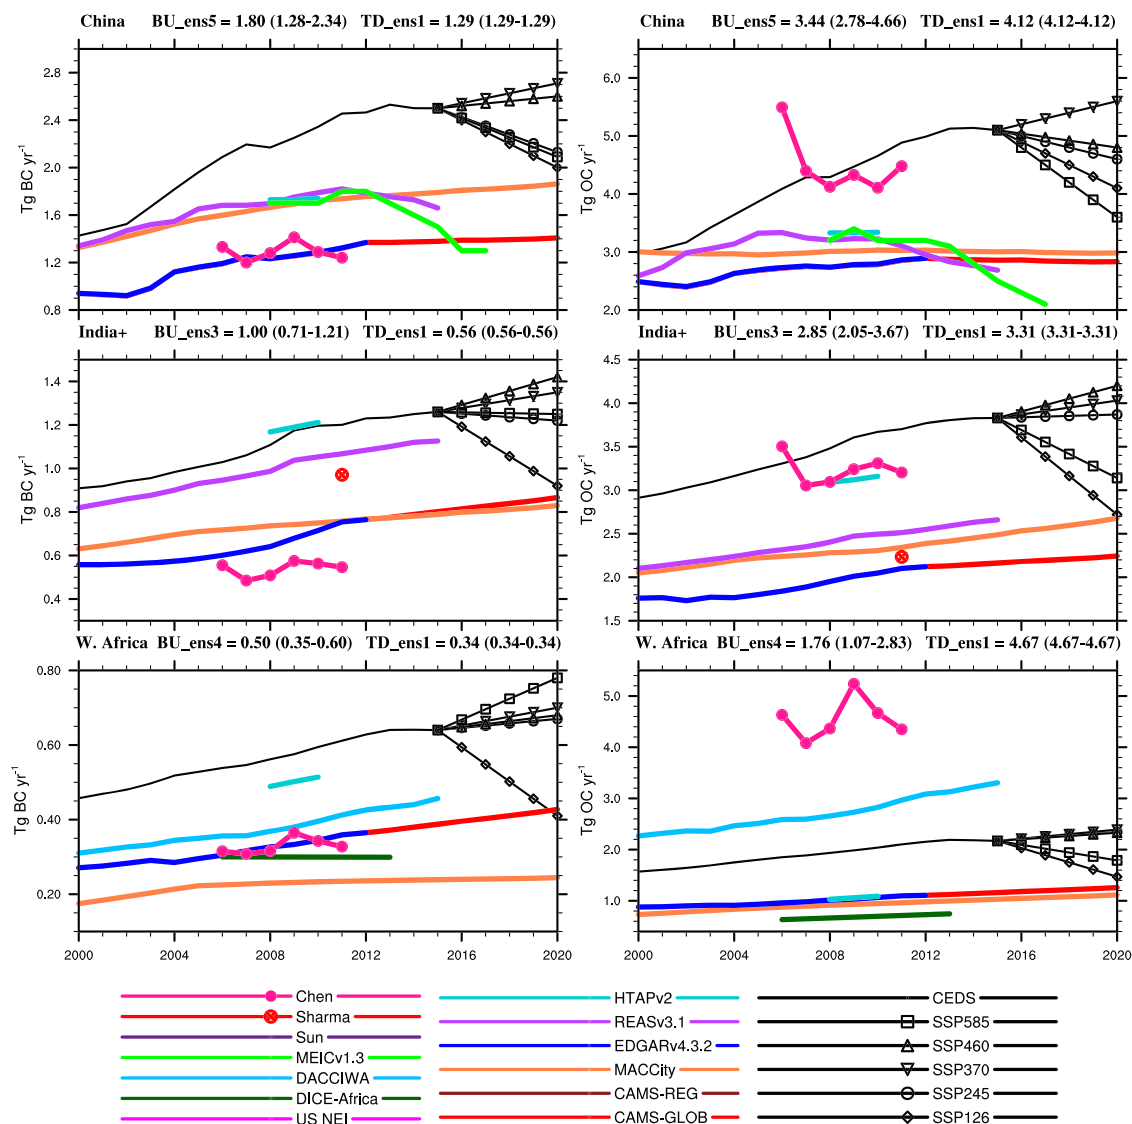 China BU_ens5 = 1.80 (1.28-2.34) TD_ens1 = 1.29 (1.29-1.29)
China BU_ens5 = 3.44 (2.78-4.66) TD_ens1 = 4.12 (4.12-4.12)
Tg BC yr-1
2.8
2.4
2.0
1.6
1.2
0.8
Tg OC yr-1
6.0
5.0
4.0
3.0
2.0
India+ BU_ens3 = 1.00 (0.71-1.21) TD_ens1 = 0.56 (0.56-0.56)
India+ BU_ens3 = 2.85 (2.05-3.67) TD_ens1 = 3.31 (3.31-3.31)
Tg BC yr-1
1.4
1.2
1.0
0.8
0.6
0.4
Tg OC yr-1
4.5
4.0
3.5
3.0
2.5
2.0
1.5
W. Africa BU_ens4 = 0.50 (0.35-0.60) TD_ens1 = 0.34 (0.34-0.34)
W. Africa BU_ens4 = 1.76 (1.07-2.83) TD_ens1 = 4.67 (4.67-4.67)
Tg BC yr-1
0.80
0.60
0.40
0.20
Tg OC yr-1
5.0
4.0
3.0
2.0
1.0
2000 2004 2008 2012 2016 2020
2000 2004 2008 2012 2016 2020
Chen
Sharma
Sun
MEICv1.3
DACCIWA
DICE-Africa
US NEI
HTAPv2
REASv3.1
EDGARv4.3.2
MACCity
CAMS-REG
CAMS-GLOB
CEDS
SSP585
SSP460
SSP370
SSP245
SSP126